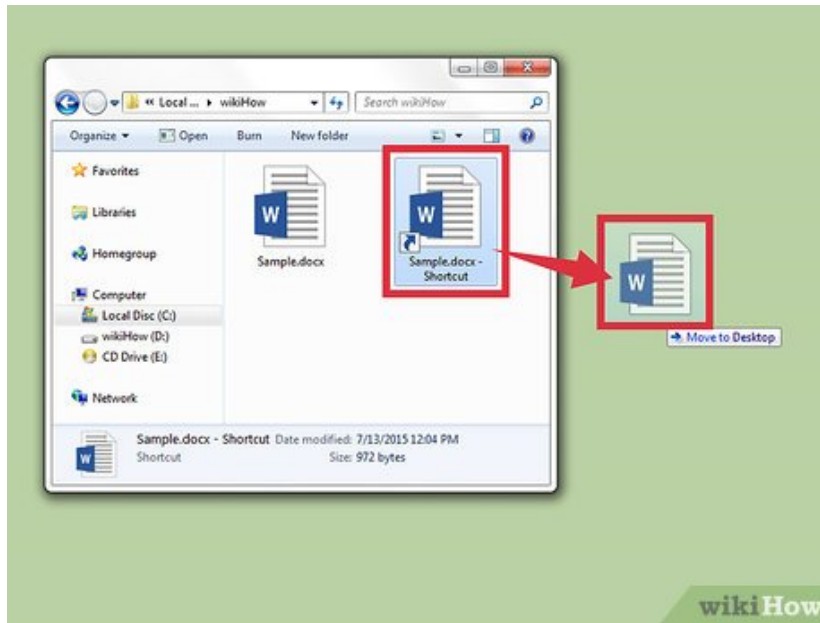 « Local ... ▸ wikiHow
Search wikiHow
Organize Open Burn New folder
Favorites
Libraries
Homegroup
Computer
Local Disc (C:)
wikiHow (D:)
CD Drive (E:)
Network
W
Sample.docx
W
Sample.docx -
Shortcut
W
Move to Desktop
W
Sample.docx - Shortcut Date modified: 7/13/2015 12:04 PM
Shortcut Size: 972 bytes
wikiHow